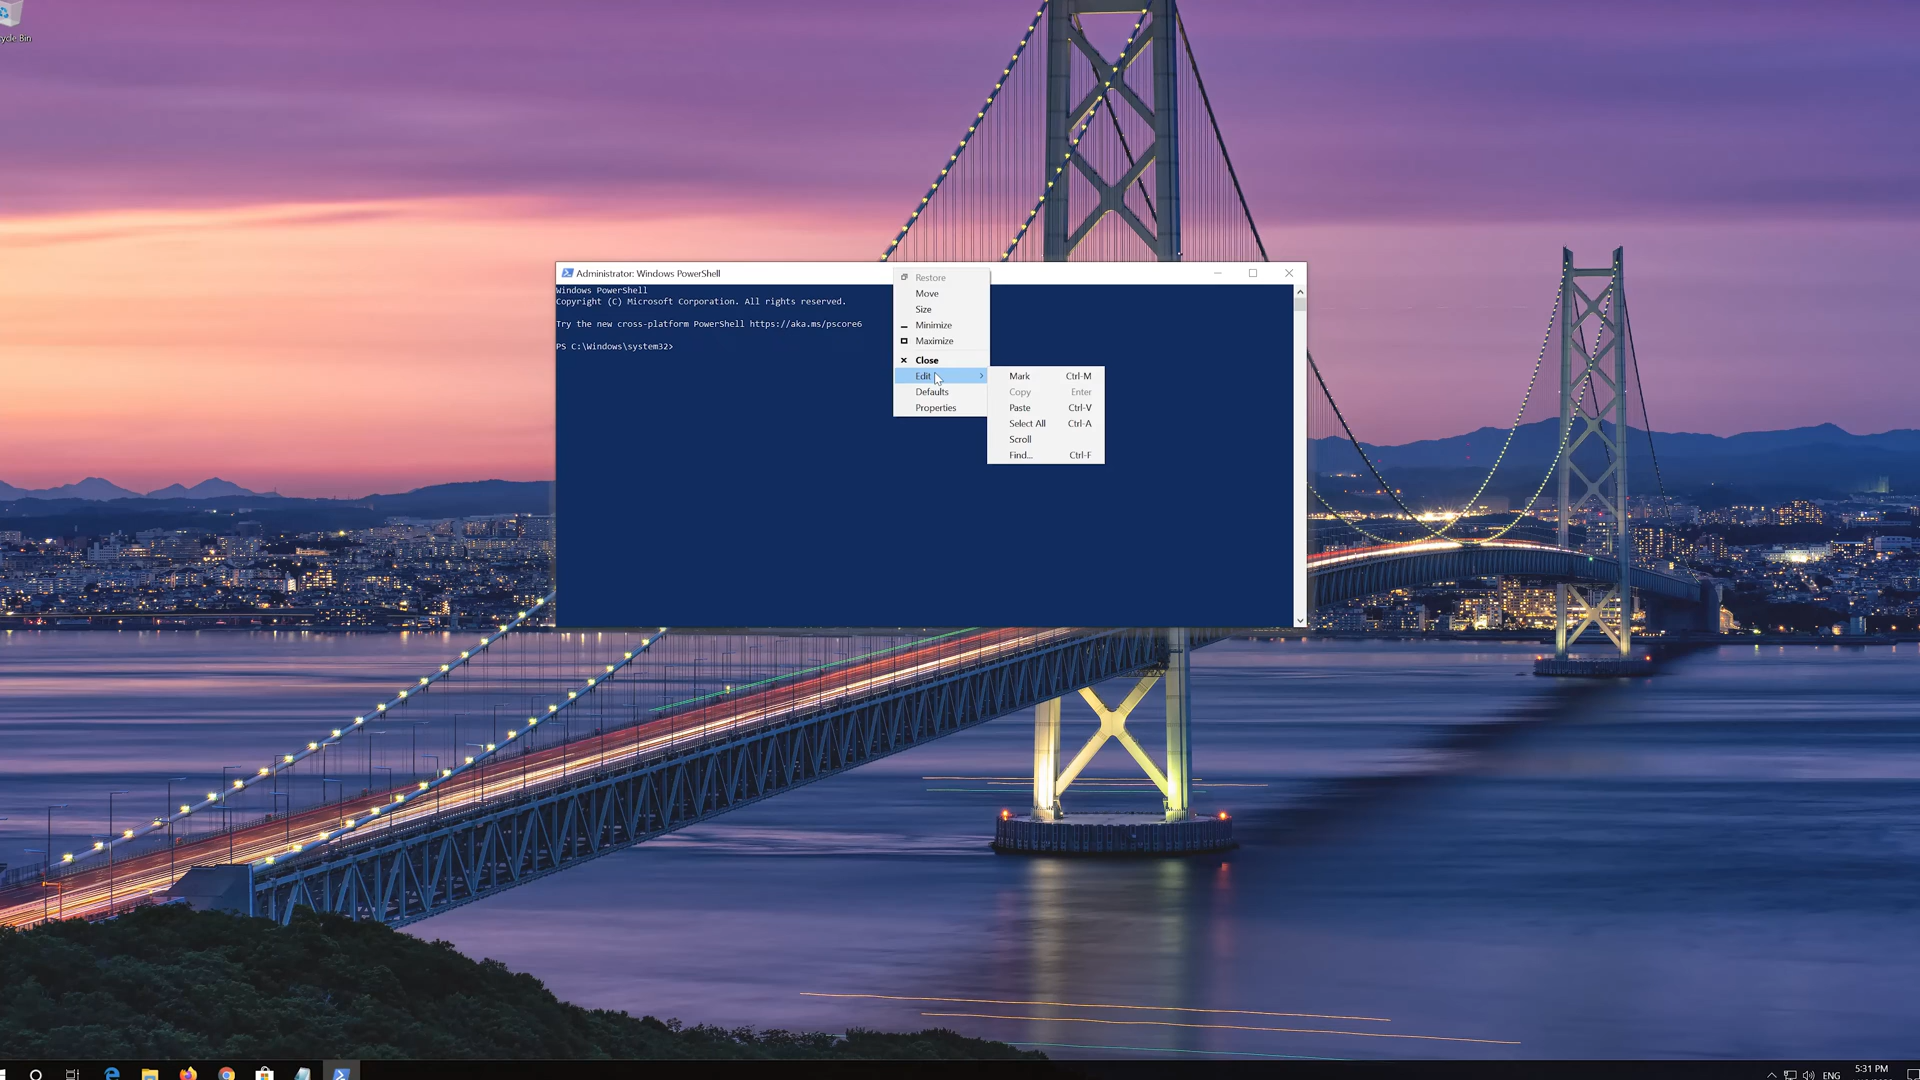 Administrator: Windows PowerShell
Windows PowerShell
Copyright (C) Microsoft Corporation. All rights reserved.
Try the new cross-platform PowerShell https://aka.ms/pscore6
PS C:\Windows\system32>
Restore
Move
Size
Minimize
Maximize
Close
Edit
Defaults
Properties
Mark Ctrl-M
Copy Enter
Paste Ctrl-V
Select All Ctrl-A
Scroll
Find... Ctrl-F
ycle Bin
ENG
5:31 PM